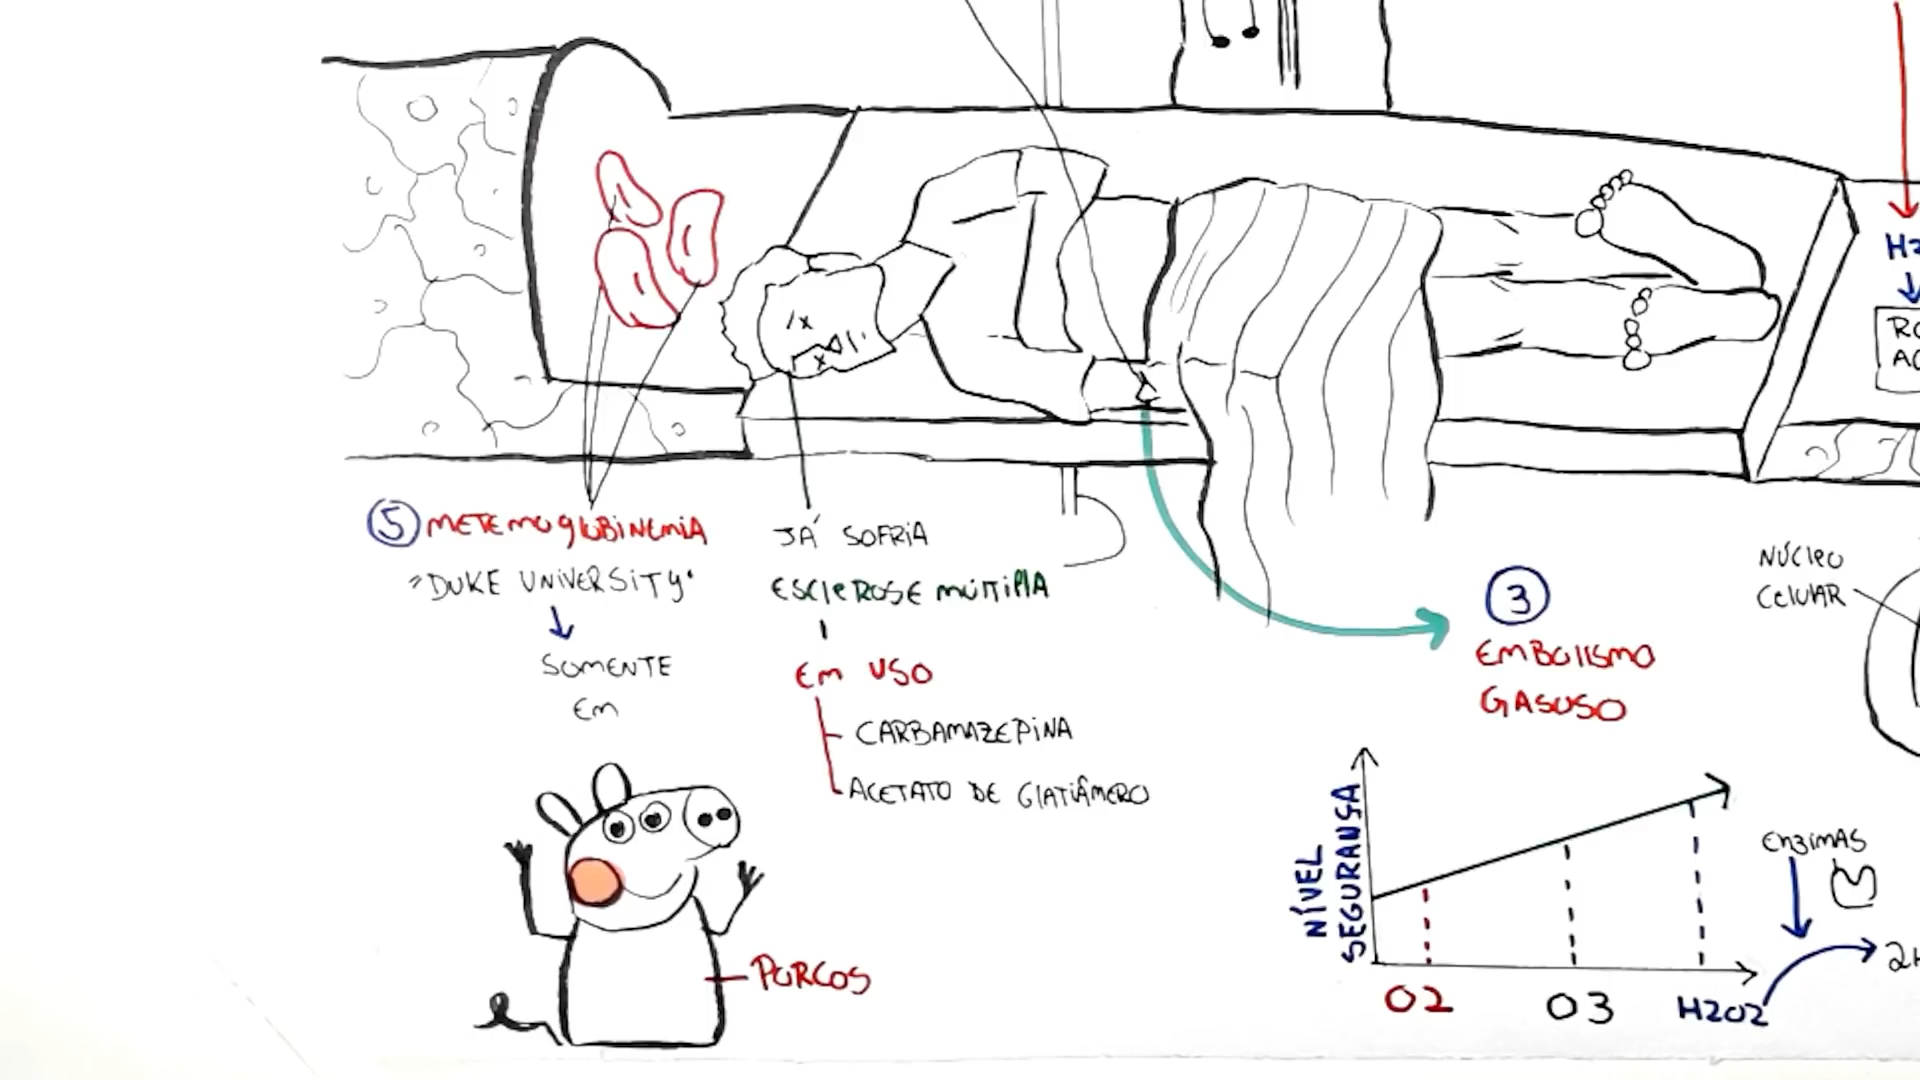 5 METEMOGLOBINEMIA
"DUKE UNIVERSITY"
SOMENTE
EM
PORCOS
JÁ SOFRIA
ESCLEROSE MÚLTIPLA
EM USO
CARBAMAZEPINA
ACETATO DE GLATIÂMERO
3
EMBOLISMO
GASOSO
NÍVEL
SEGURANSA
O2
O3
H2O2
ENZIMAS
NÚCLEO
CELULAR